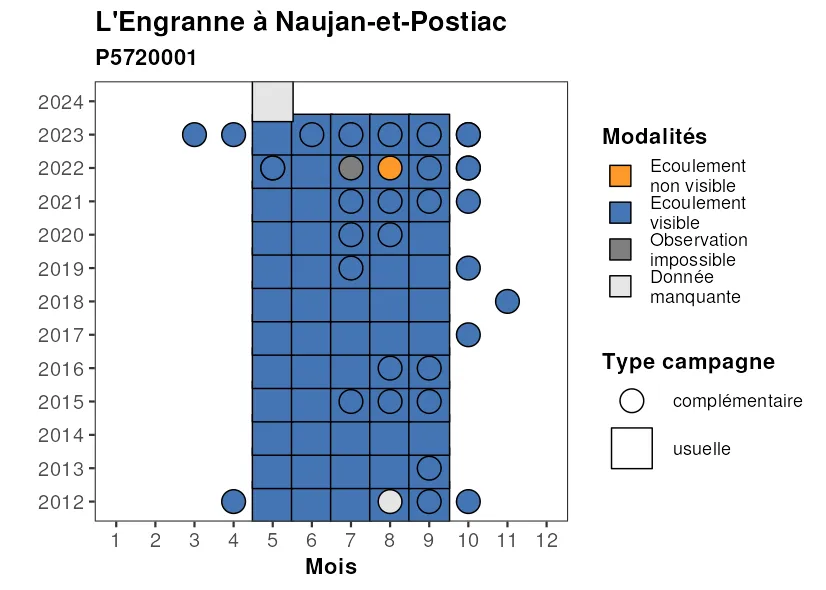 L'Engranne à Naujan-et-Postiac
P5720001
2024
2023
2022
2021
2020
2019
2018
2017
2016
2015
2014
2013
2012
1 2 3 4 5 6 7 8 9 10 11 12
Mois
Modalités
Ecoulement
non visible
Ecoulement
visible
Observation
impossible
Donnée
manquante
Type campagne
complémentaire
usuelle